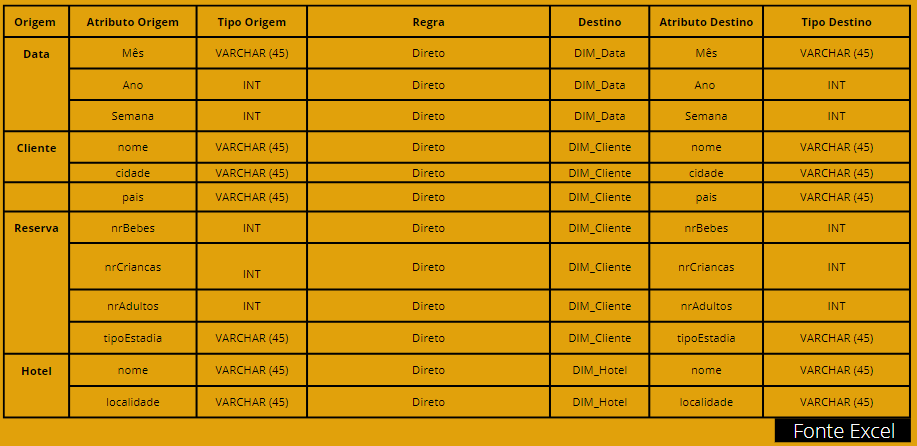 Origem Atributo Origem Tipo Origem Regra Destino Atributo Destino Tipo Destino
Data Mês VARCHAR (45) Direto DIM_Data Mês VARCHAR (45)
Ano INT Direto DIM_Data Ano INT
Semana INT Direto DIM_Data Semana INT
Cliente nome VARCHAR (45) Direto DIM_Cliente nome VARCHAR (45)
cidade VARCHAR (45) Direto DIM_Cliente cidade VARCHAR (45)
pais VARCHAR (45) Direto DIM_Cliente pais VARCHAR (45)
Reserva nrBebes INT Direto DIM_Cliente nrBebes INT
nrCriancas INT Direto DIM_Cliente nrCriancas INT
nrAdultos INT Direto DIM_Cliente nrAdultos INT
tipoEstadia VARCHAR (45) Direto DIM_Cliente tipoEstadia VARCHAR (45)
Hotel nome VARCHAR (45) Direto DIM_Hotel nome VARCHAR (45)
localidade VARCHAR (45) Direto DIM_Hotel localidade VARCHAR (45)
Fonte Excel